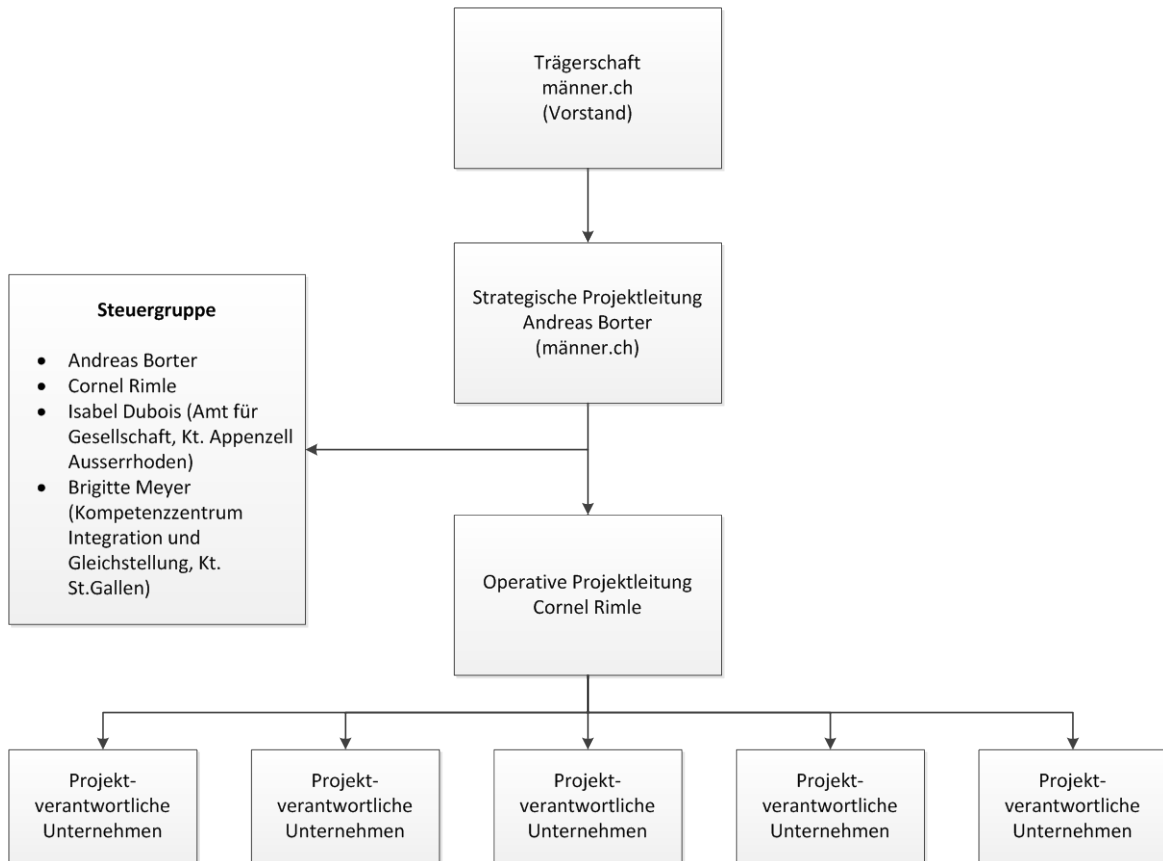 Trägerschaft
männer.ch
(Vorstand)
Strategische Projektleitung
Andreas Borter
(männer.ch)
Steuergruppe
• Andreas Borter
• Cornel Rimle
• Isabel Dubois (Amt für
Gesellschaft, Kt. Appenzell
Ausserrhoden)
• Brigitte Meyer
(Kompetenzzentrum
Integration und
Gleichstellung, Kt.
St.Gallen)
Operative Projektleitung
Cornel Rimle
Projekt-
verantwortliche
Unternehmen
Projekt-
verantwortliche
Unternehmen
Projekt-
verantwortliche
Unternehmen
Projekt-
verantwortliche
Unternehmen
Projekt-
verantwortliche
Unternehmen